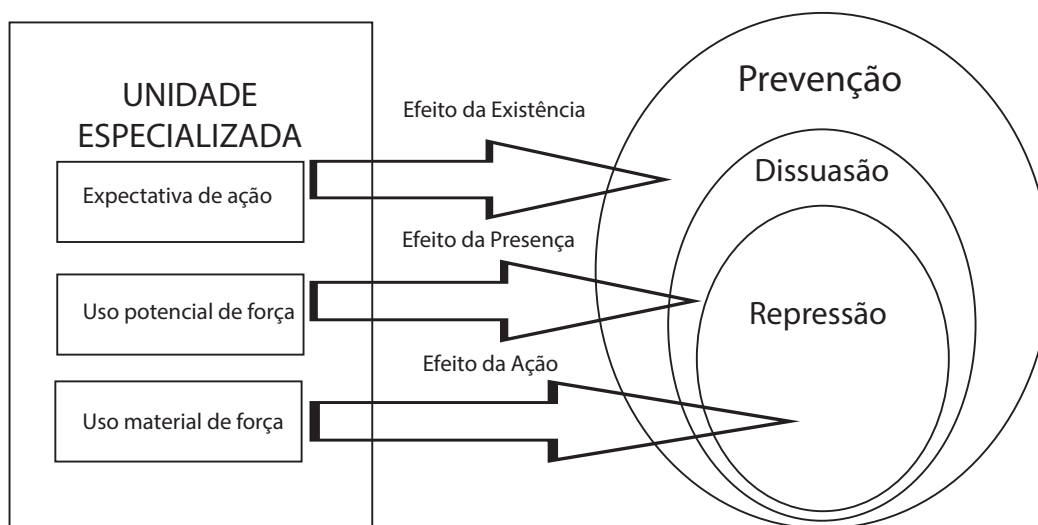 UNIDADE
ESPECIALIZADA
Expectativa de ação
Uso potencial de força
Uso material de força
Efeito da Existência
Efeito da Presença
Efeito da Ação
Prevenção
Dissuasão
Repressão